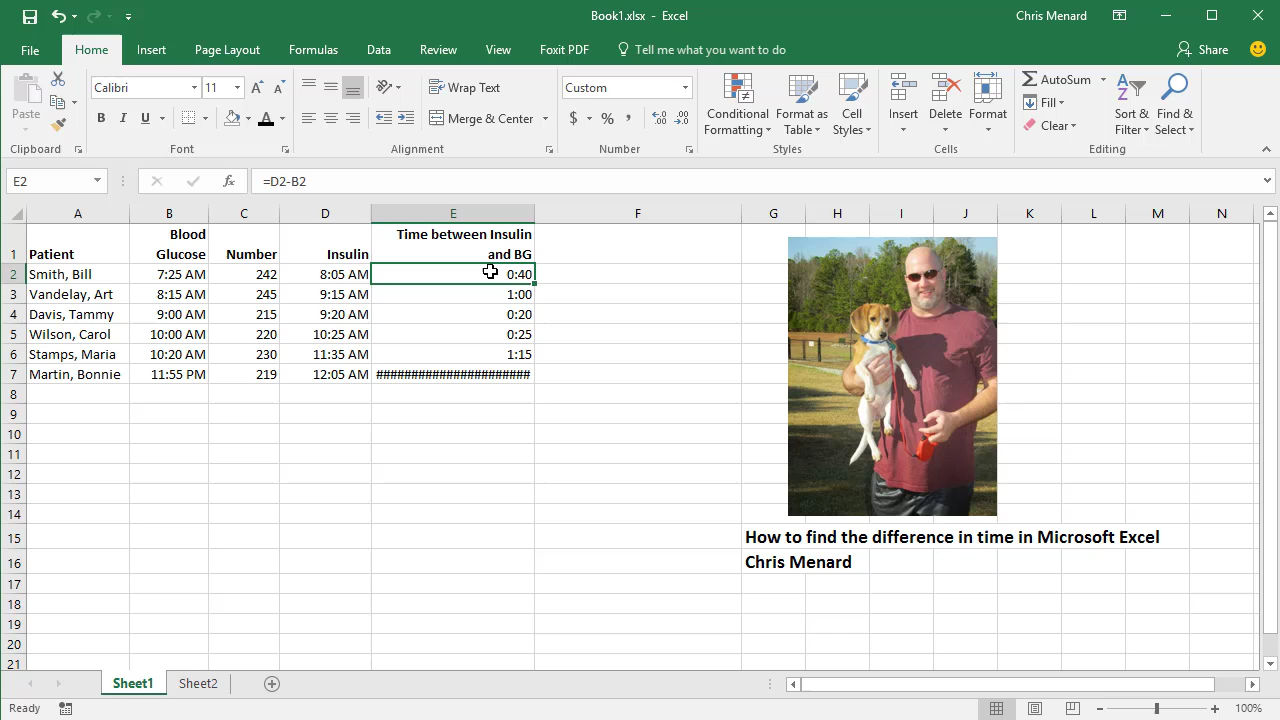 Book1.xlsx - Excel
Chris Menard
File Home Insert Page Layout Formulas Data Review View Foxit PDF Tell me what you want to do Share
Paste
Clipboard
Calibri 11
B I U A
Font
Wrap Text
Merge & Center
Alignment
Custom
$ % ,
Number
Conditional Formatting
Format as Table
Cell Styles
Styles
Insert Delete Format
Cells
AutoSum
Fill
Clear
Sort & Filter
Find & Select
Editing
E2 fx =D2-B2
A B C D E F G H I J K L M N
1 Patient Blood Glucose Number Insulin Time between Insulin and BG
2 Smith, Bill 7:25 AM 242 8:05 AM 0:40
3 Vandelay, Art 8:15 AM 245 9:15 AM 1:00
4 Davis, Tammy 9:00 AM 215 9:20 AM 0:20
5 Wilson, Carol 10:00 AM 220 10:25 AM 0:25
6 Stamps, Maria 10:20 AM 230 11:35 AM 1:15
7 Martin, Bonnie 11:55 PM 219 12:05 AM ######################
8
9
10
11
12
13
14
15 How to find the difference in time in Microsoft Excel
16 Chris Menard
17
18
19
20
21
Sheet1 Sheet2
Ready
100%